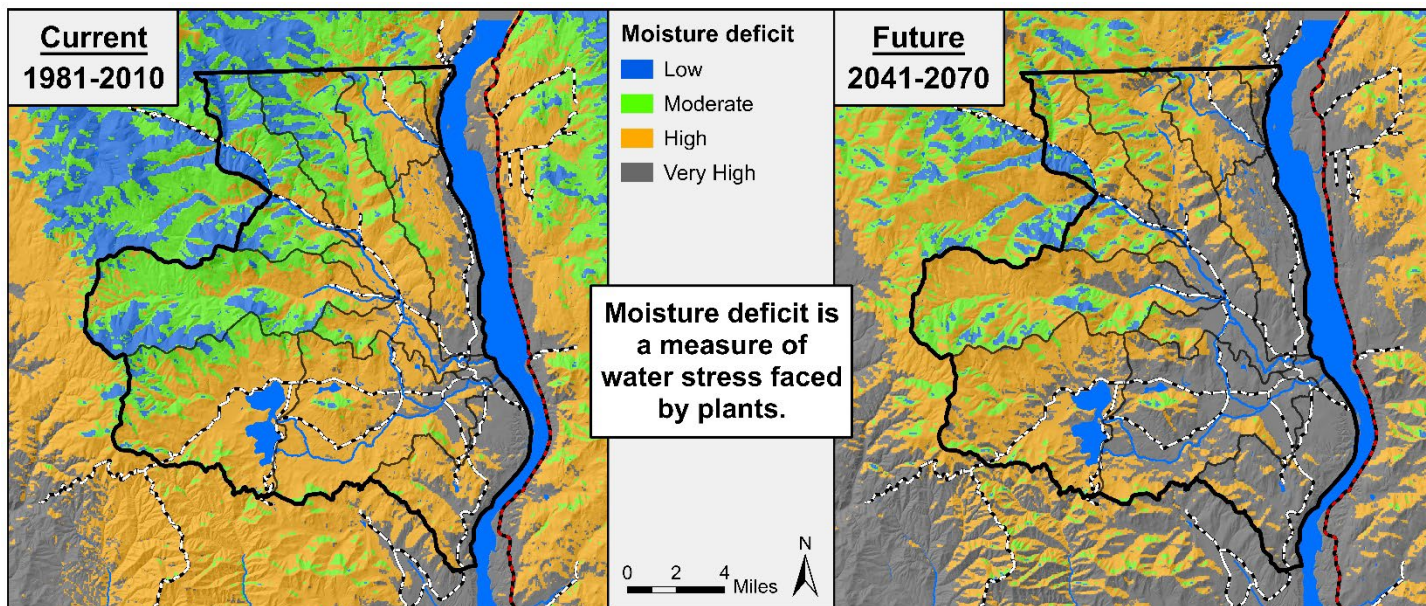 Current
1981-2010
Moisture deficit
Low
Moderate
High
Very High
Moisture deficit is
a measure of
water stress faced
by plants.
N
0 2 4 Miles
Future
2041-2070